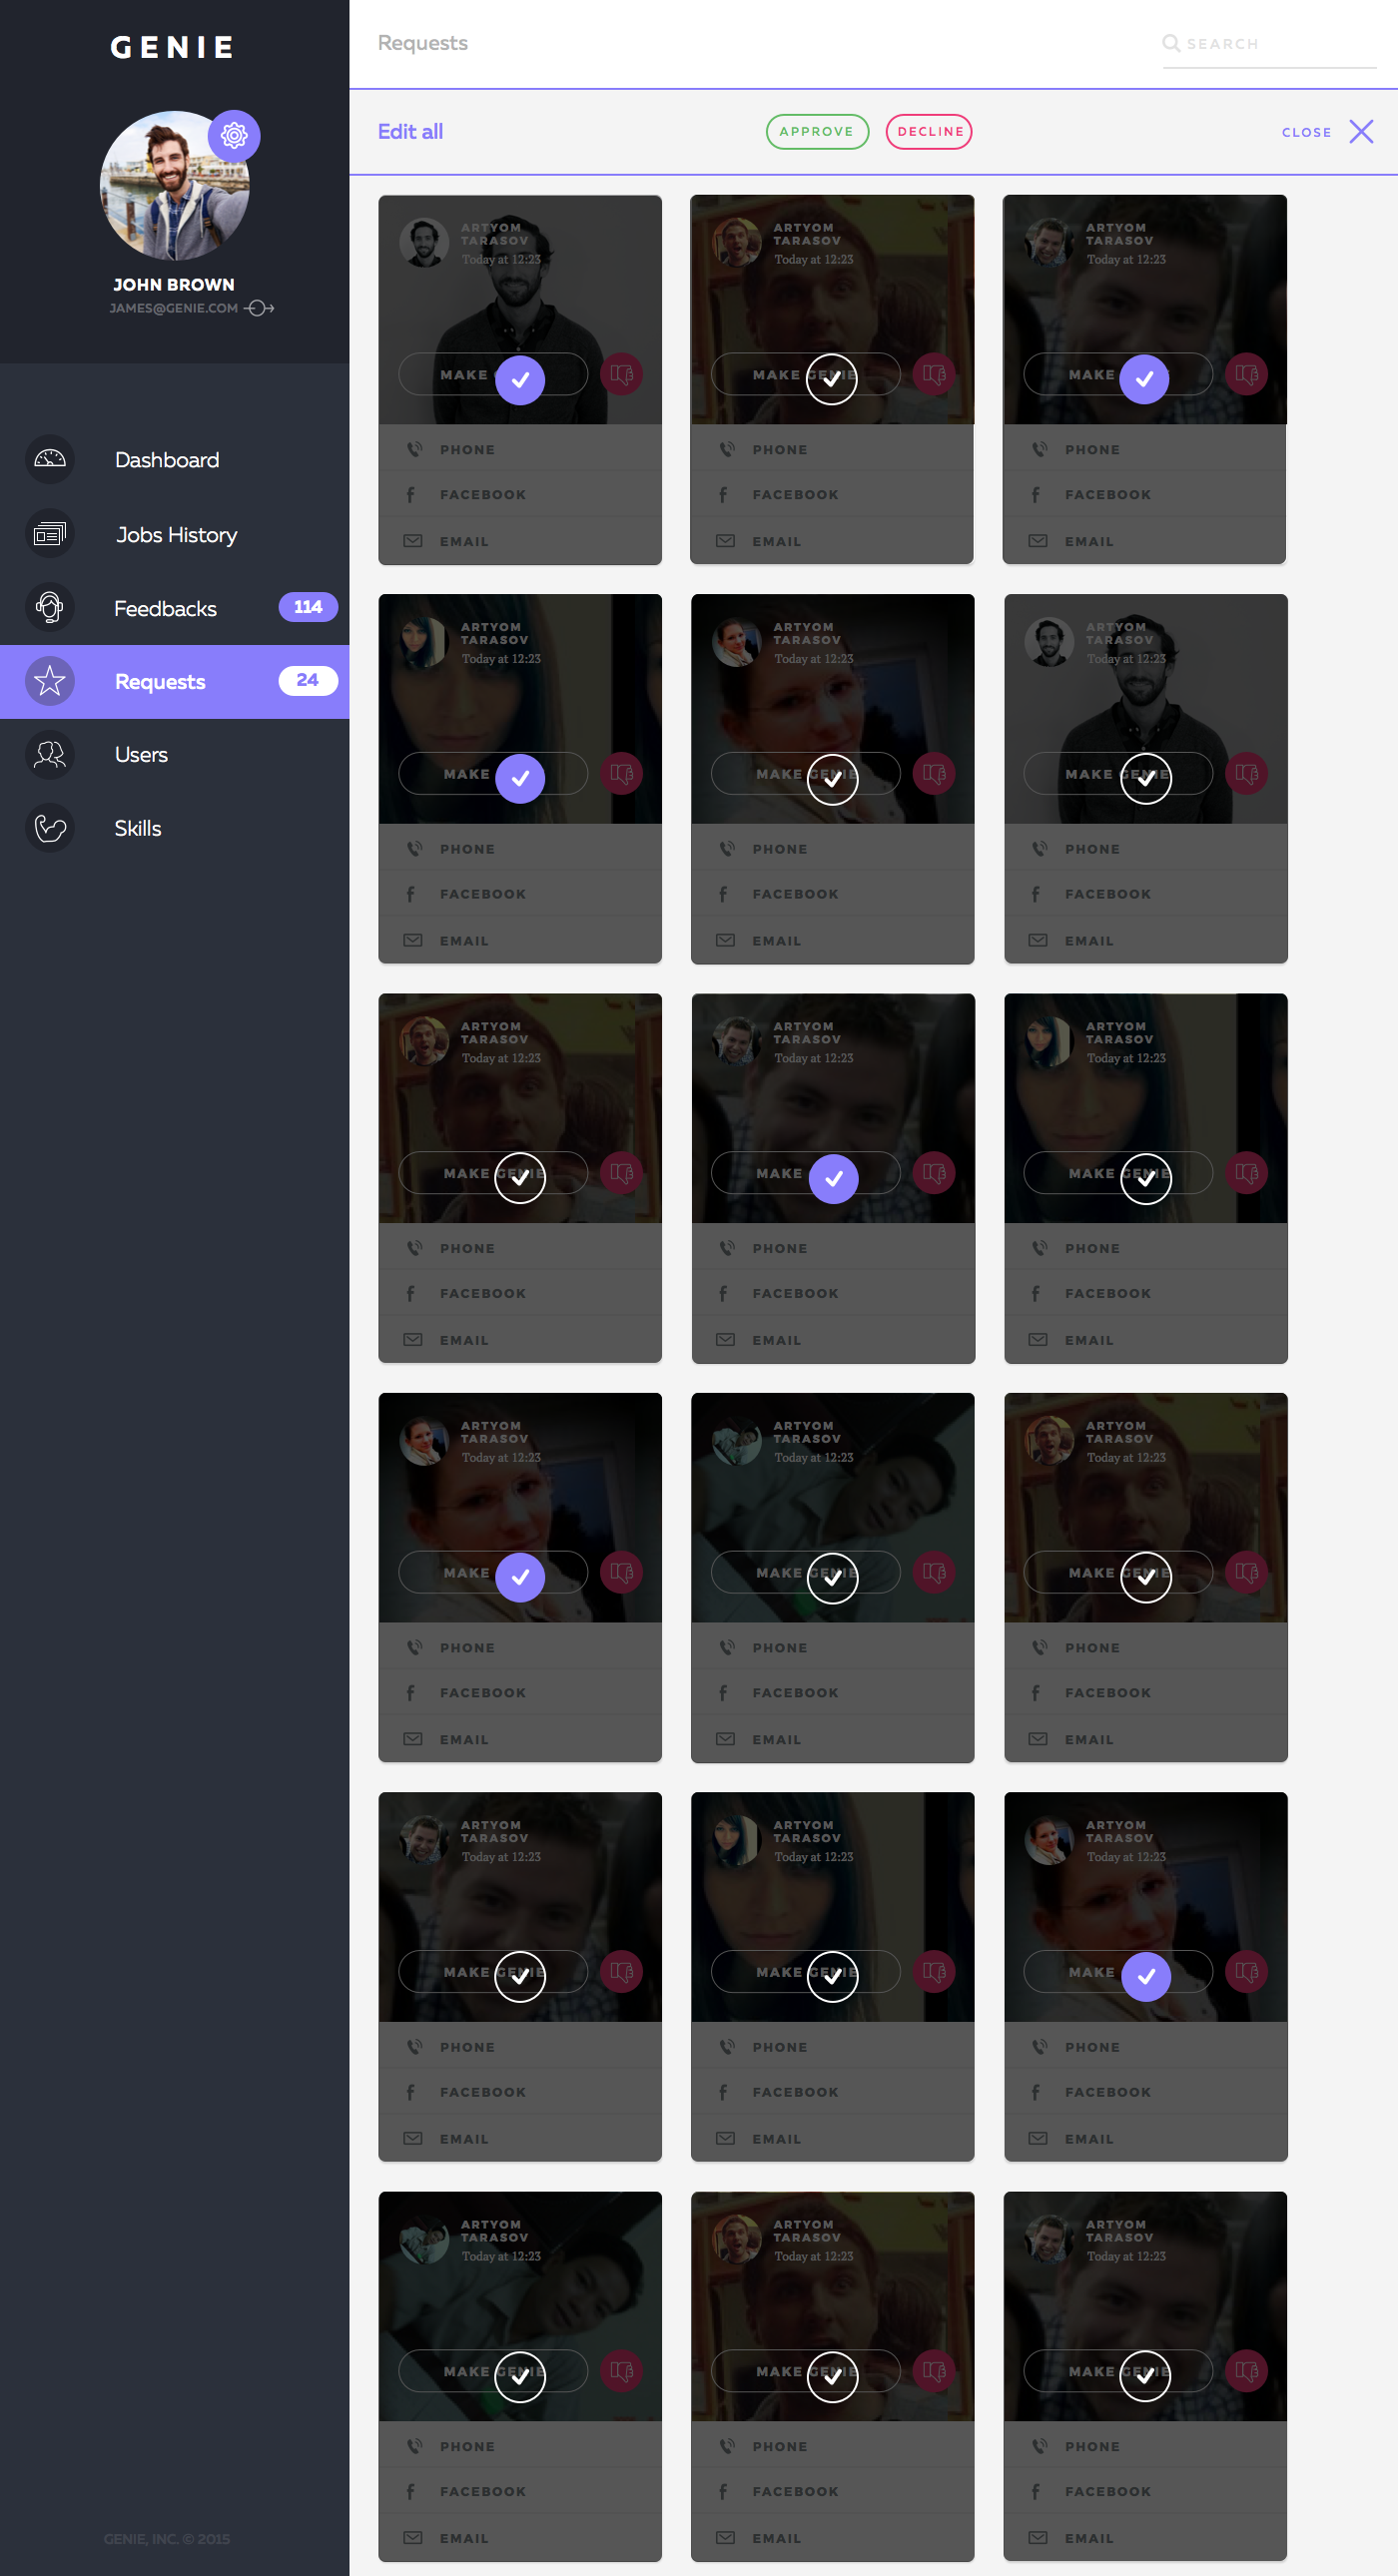 GENIE
JOHN BROWN
JAMES@GENIE.COM
Dashboard
Jobs History
Feedbacks 114
Requests 24
Users
Skills
GENIE, INC. © 2015
Requests
SEARCH
Edit all
APPROVE
DECLINE
CLOSE
ARTYOM
TARASOV
Today at 12:23
MAKE
PHONE
FACEBOOK
EMAIL
ARTYOM
TARASOV
Today at 12:23
MAKE GENIE
PHONE
FACEBOOK
EMAIL
ARTYOM
TARASOV
Today at 12:23
MAKE
PHONE
FACEBOOK
EMAIL
ARTYOM
TARASOV
Today at 12:23
MAKE
PHONE
FACEBOOK
EMAIL
ARTYOM
TARASOV
Today at 12:23
MAKE GENIE
PHONE
FACEBOOK
EMAIL
ARTYOM
TARASOV
Today at 12:23
MAKE GENIE
PHONE
FACEBOOK
EMAIL
ARTYOM
TARASOV
Today at 12:23
MAKE GENIE
PHONE
FACEBOOK
EMAIL
ARTYOM
TARASOV
Today at 12:23
MAKE
PHONE
FACEBOOK
EMAIL
ARTYOM
TARASOV
Today at 12:23
MAKE GENIE
PHONE
FACEBOOK
EMAIL
ARTYOM
TARASOV
Today at 12:23
MAKE
PHONE
FACEBOOK
EMAIL
ARTYOM
TARASOV
Today at 12:23
MAKE GENIE
PHONE
FACEBOOK
EMAIL
ARTYOM
TARASOV
Today at 12:23
MAKE GENIE
PHONE
FACEBOOK
EMAIL
ARTYOM
TARASOV
Today at 12:23
MAKE GENIE
PHONE
FACEBOOK
EMAIL
ARTYOM
TARASOV
Today at 12:23
MAKE GENIE
PHONE
FACEBOOK
EMAIL
ARTYOM
TARASOV
Today at 12:23
MAKE
PHONE
FACEBOOK
EMAIL
ARTYOM
TARASOV
Today at 12:23
MAKE GENIE
PHONE
FACEBOOK
EMAIL
ARTYOM
TARASOV
Today at 12:23
MAKE GENIE
PHONE
FACEBOOK
EMAIL
ARTYOM
TARASOV
Today at 12:23
MAKE GENIE
PHONE
FACEBOOK
EMAIL